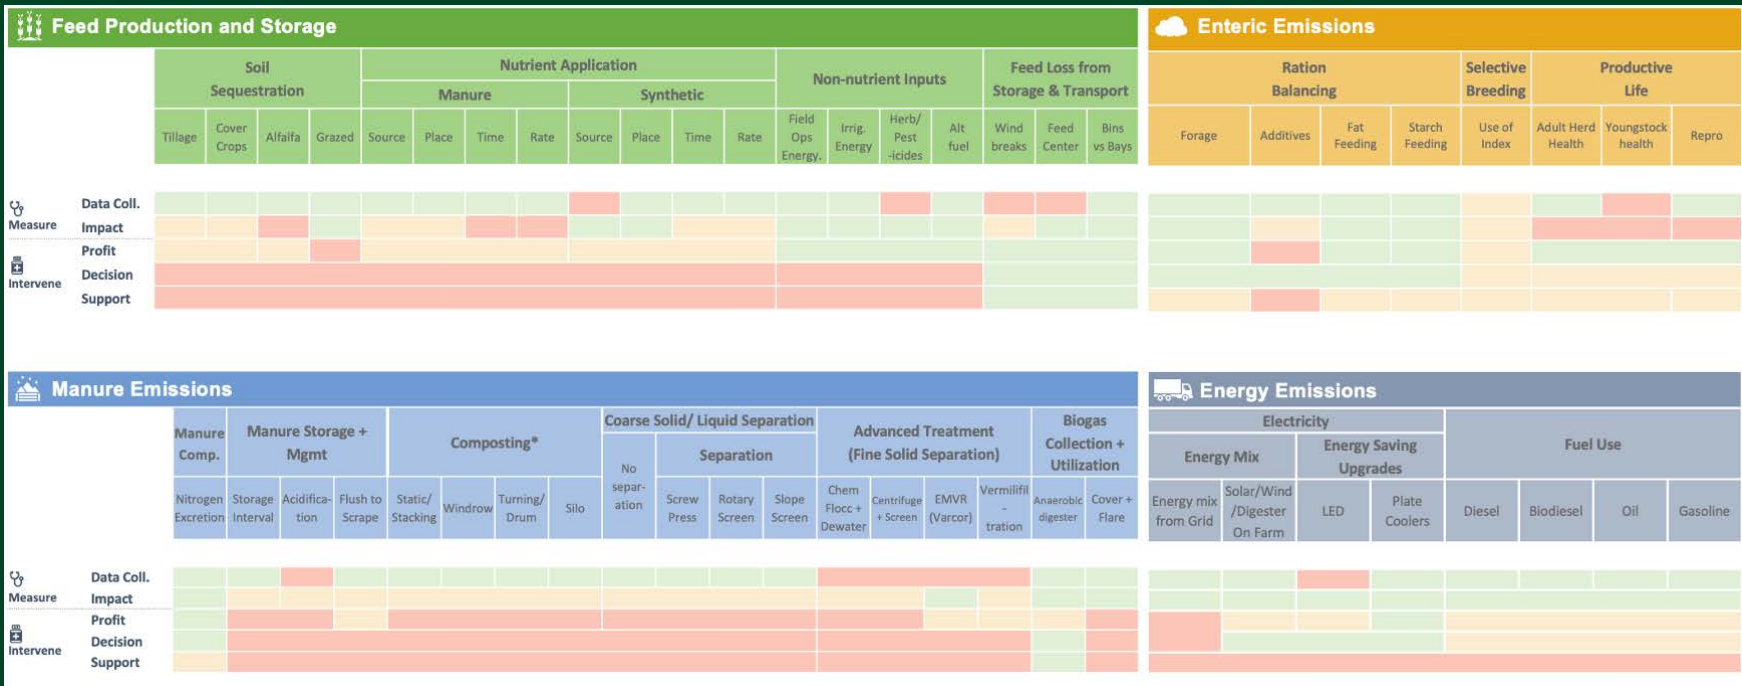 Feed Production and Storage
Soil
Sequestration
Nutrient Application
Manure
Synthetic
Non-nutrient Inputs
Feed Loss from
Storage & Transport
Tillage
Cover
Crops
Alfalfa
Grazed
Source
Place
Time
Rate
Source
Place
Time
Rate
Field
Ops
Energy.
Irrig.
Energy
Herb/
Pest
-icides
Alt
fuel
Wind
breaks
Feed
Center
Bins
vs Bays
Measure
Data Coll.
Impact
Intervene
Profit
Decision
Support
Enteric Emissions
Ration
Balancing
Selective
Breeding
Productive
Life
Forage
Additives
Fat
Feeding
Starch
Feeding
Use of
Index
Adult Herd
Health
Youngstock
health
Repro
Manure Emissions
Manure
Comp.
Manure Storage +
Mgmt
Composting*
Coarse Solid/ Liquid Separation
No
separ-
ation
Separation
Advanced Treatment
(Fine Solid Separation)
Biogas
Collection +
Utilization
Nitrogen
Excretion
Storage
Interval
Acidifica-
tion
Flush to
Scrape
Static/
Stacking
Windrow
Turning/
Drum
Silo
Screw
Press
Rotary
Screen
Slope
Screen
Chem
Flocc +
Dewater
Centrifuge
+ Screen
EMVR
(Varcor)
Vermilifil
-
tration
Anaerobic
digester
Cover +
Flare
Measure
Data Coll.
Impact
Intervene
Profit
Decision
Support
Energy Emissions
Electricity
Energy Mix
Energy Saving
Upgrades
Fuel Use
Energy mix
from Grid
Solar/Wind
/Digester
On Farm
LED
Plate
Coolers
Diesel
Biodiesel
Oil
Gasoline